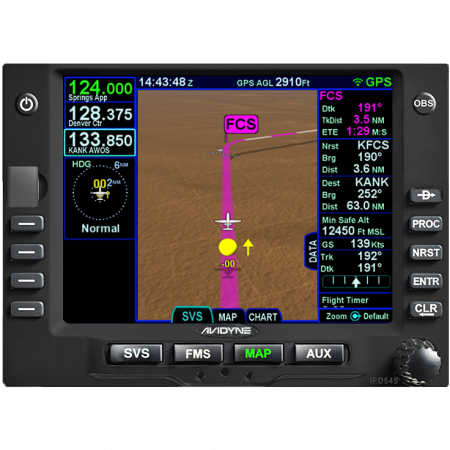 14:43:48 Z GPS AGL 2910Ft GPS
124.000
Springs App
128.375
Denver Ctr
133.850
KANK AWOS
HDG 6NM
002NM
Normal
FCS
-00
DATA
FCS
Dtk 191°
TkDist 3.5 NM
ETE 1:29 M:S
Nrst KFCS
Brg 190°
Dist 3.6 NM
Dest KANK
Brg 252°
Dist 63.0 NM
Min Safe Alt
12450 Ft MSL
GS 139 Kts
Trk 192°
Dtk 191°
Flight Timer
Zoom Default
SVS MAP CHART
AVIDYNE
SVS FMS MAP AUX
OBS
D
PROC
NRST
ENTR
CLR
IFD545